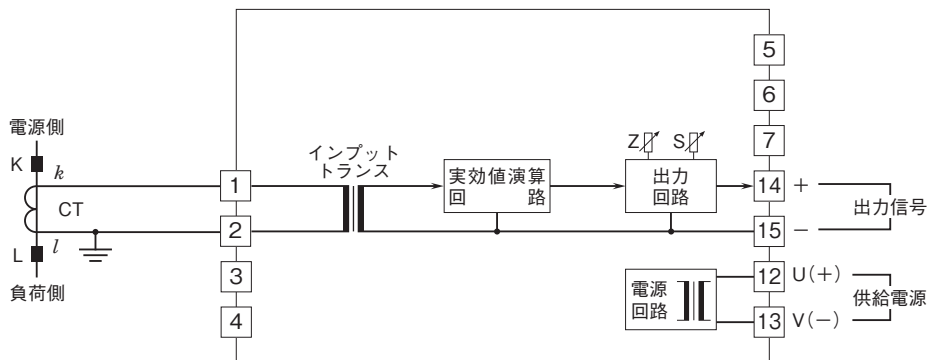 電源側
K
k
CT
L
l
負荷側
1
2
3
4
インプット
トランス
実効値演算
回　　　路
Z
S
出力
回路
電源
回路
5
6
7
14
+
15
−
出力信号
12
U(+)
13
V(−)
供給電源